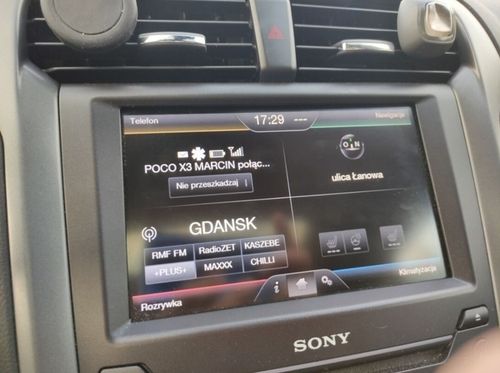 Telefon
17:29 ---
Nawigacja
POCO X3 MARCIN połąc...
Nie przeszkadzaj
ulica Łanowa
GDANSK
RMF FM RadioZET KASZEBE
+PLUS+ MAXXX CHILLI
Rozrywka
i
Klimatyzacja
SONY